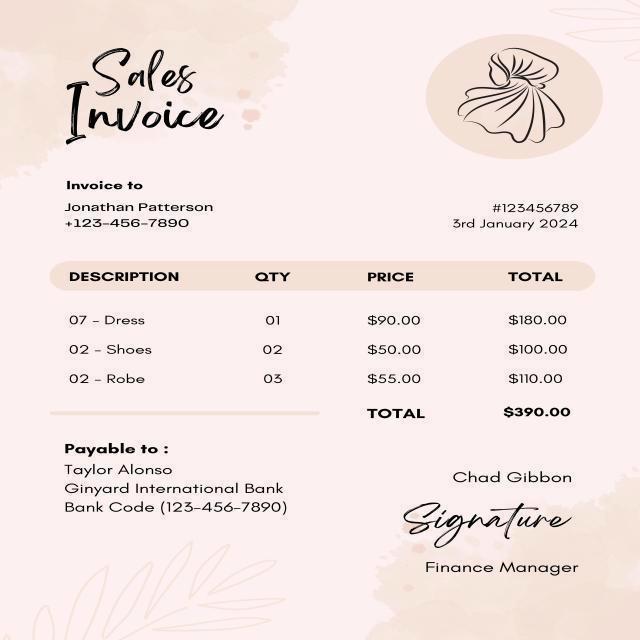 Sales
Invoice
Invoice to
Jonathan Patterson
+123-456-7890
#123456789
3rd January 2024
DESCRIPTION QTY PRICE TOTAL
07 - Dress 01 $90.00 $180.00
02 - Shoes 02 $50.00 $100.00
02 - Robe 03 $55.00 $110.00
TOTAL $390.00
Payable to :
Taylor Alonso
Ginyard International Bank
Bank Code (123-456-7890)
Chad Gibbon
Signature
Finance Manager